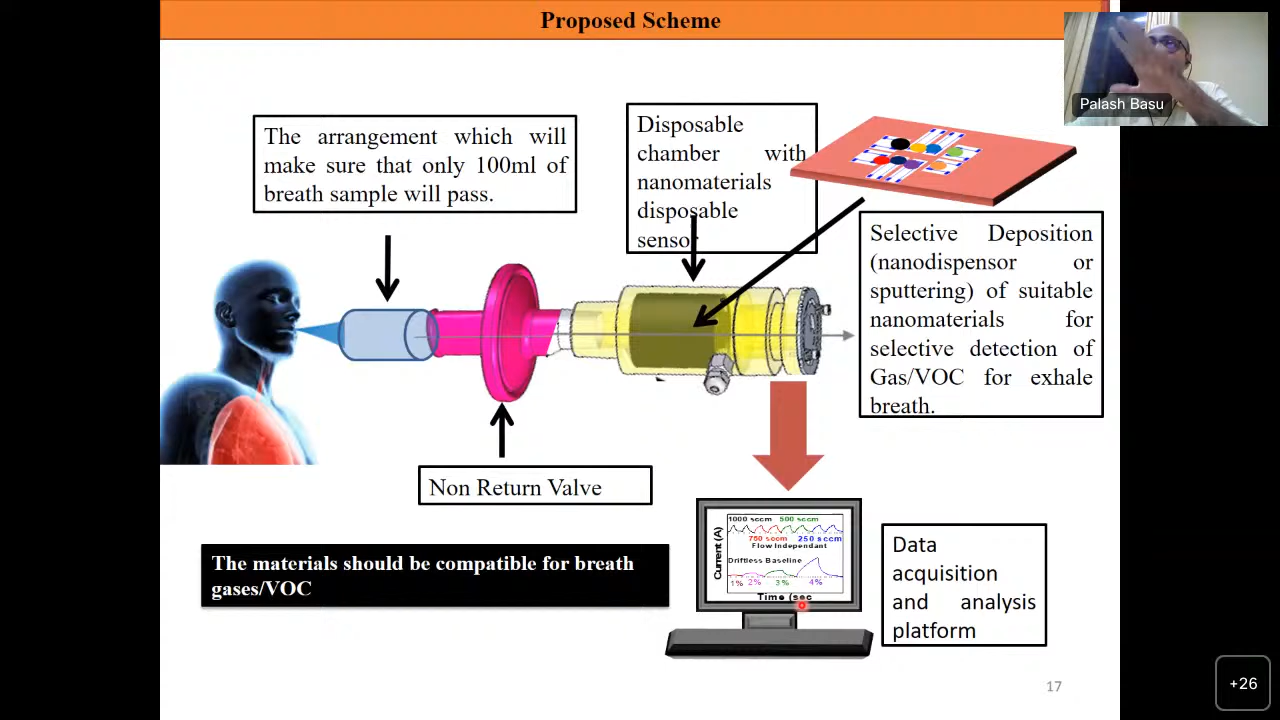 Proposed Scheme
Palash Basu
The arrangement which will
make sure that only 100ml of
breath sample will pass.
Disposable
chamber with
nanomaterials
disposable
sensor
Selective Deposition
(nanodispensor or
sputtering) of suitable
nanomaterials for
selective detection of
Gas/VOC for exhale
breath.
Non Return Valve
The materials should be compatible for breath
gases/VOC
1000 sccm 500 sccm
750 sccm 250 sccm
Flow Independant
Driftless Baseline
1% 2% 3% 4%
Current (A)
Time (sec
Data
acquisition
and analysis
platform
17
+26